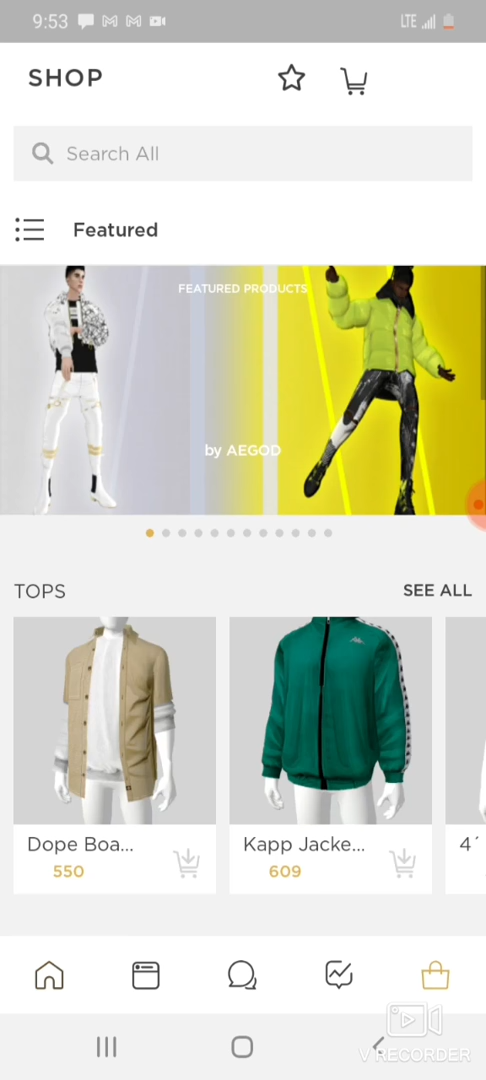 9:53
LTE
SHOP
Search All
Featured
FEATURED PRODUCTS
by AEGOD
TOPS
SEE ALL
Dope Boa...
Kapp Jacke...
4´
550
609
V RECORDER